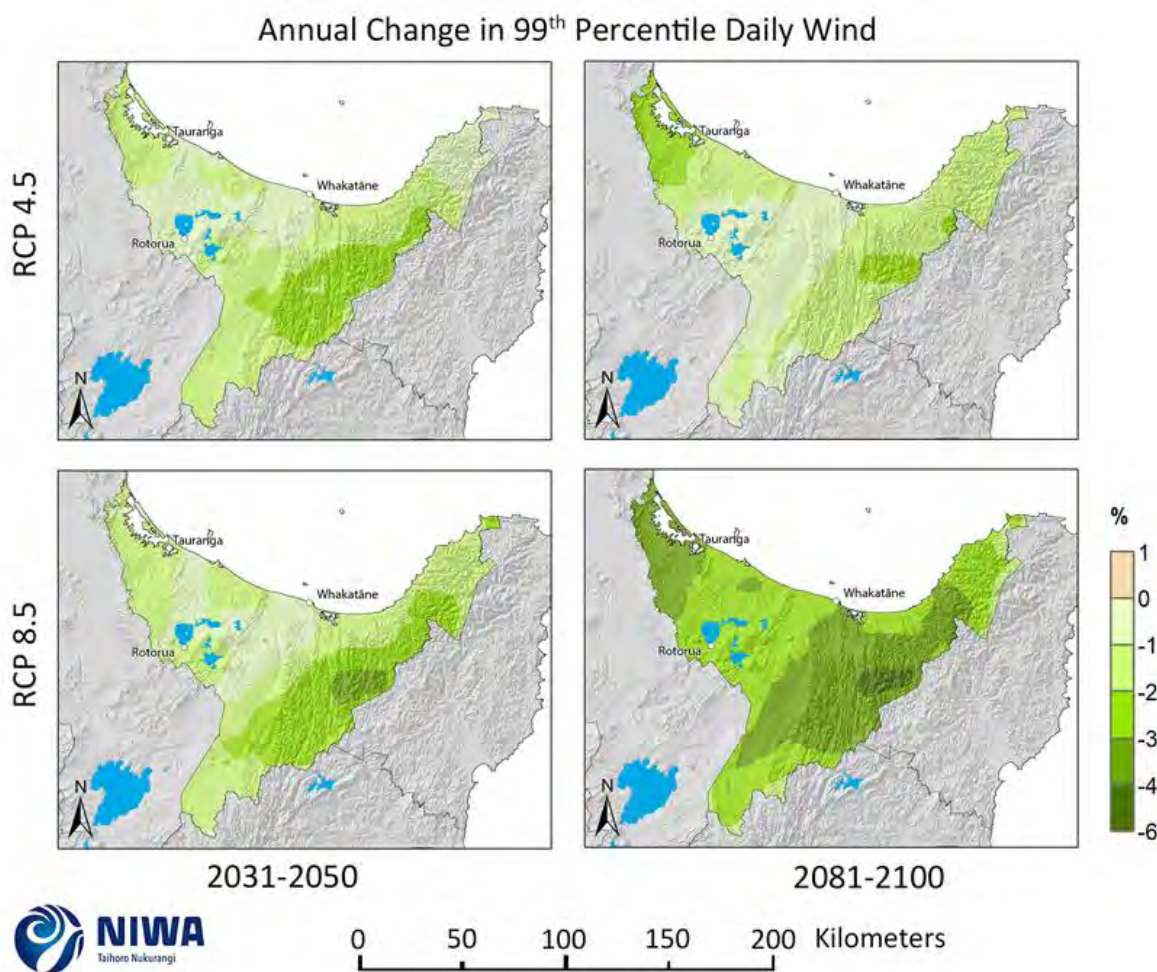 Annual Change in 99th Percentile Daily Wind
RCP 4.5
Tauranga
Whakatāne
Rotorua
N
Tauranga
Whakatāne
Rotorua
N
RCP 8.5
Tauranga
Whakatāne
Rotorua
N
Tauranga
Whakatāne
Rotorua
N
%
1
0
-1
-2
-3
-4
-6
2031-2050
2081-2100
NIWA
Taihoro Nukurangi
0 50 100 150 200 Kilometers